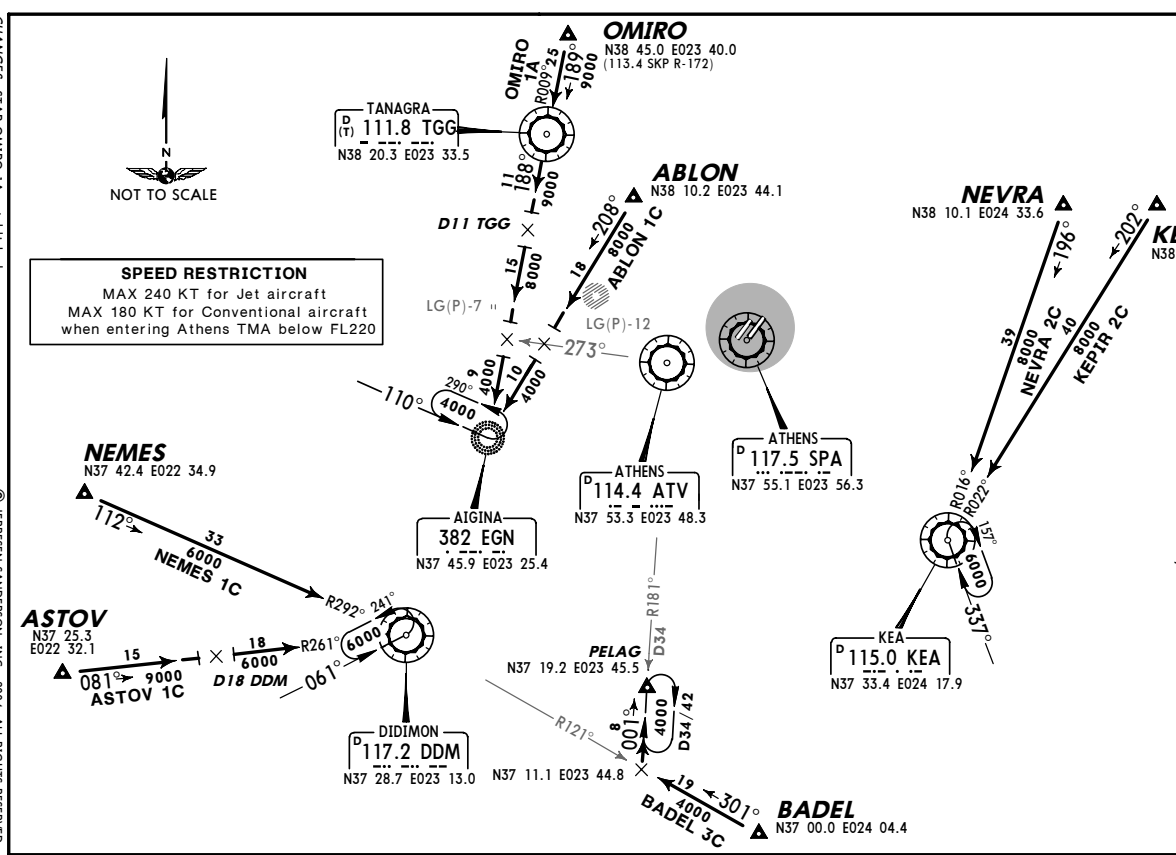 OMIRO
N38 45.0 E023 40.0
(113.4 SKP R-172)
OMIRO
1A
R009°
25
189°
9000
TANAGRA
D
(T)
111.8 TGG
N38 20.3 E023 33.5
N
NOT TO SCALE
11
188°
9000
D11 TGG
15
8000
ABLON
N38 10.2 E023 44.1
208°
8000
18
ABLON 1C
NEVRA
N38 10.1 E024 33.6
196°
39
8000
NEVRA 2C
202°
40
8000
KEPIR 2C
N38
SPEED RESTRICTION
MAX 240 KT for Jet aircraft
MAX 180 KT for Conventional aircraft
when entering Athens TMA below FL220
LG(P)-7
LG(P)-12
273°
9
4000
10
4000
110°
290°
4000
NEMES
N37 42.4 E022 34.9
112°
33
6000
NEMES 1C
R292°
AIGINA
382 EGN
N37 45.9 E023 25.4
ATHENS
D
114.4 ATV
N37 53.3 E023 48.3
ATHENS
D
117.5 SPA
N37 55.1 E023 56.3
R016°
R022°
157°
6000
337°
KEA
D
115.0 KEA
N37 33.4 E024 17.9
ASTOV
N37 25.3
E022 32.1
15
081°
9000
ASTOV 1C
D18 DDM
18
6000
R261°
241°
6000
061°
DIDIMON
D
117.2 DDM
N37 28.7 E023 13.0
R181°
D34
PELAG
N37 19.2 E023 45.5
8
001°
4000
D34/42
R121°
N37 11.1 E023 44.8
19
301°
4000
BADEL 3C
BADEL
N37 00.0 E024 04.4